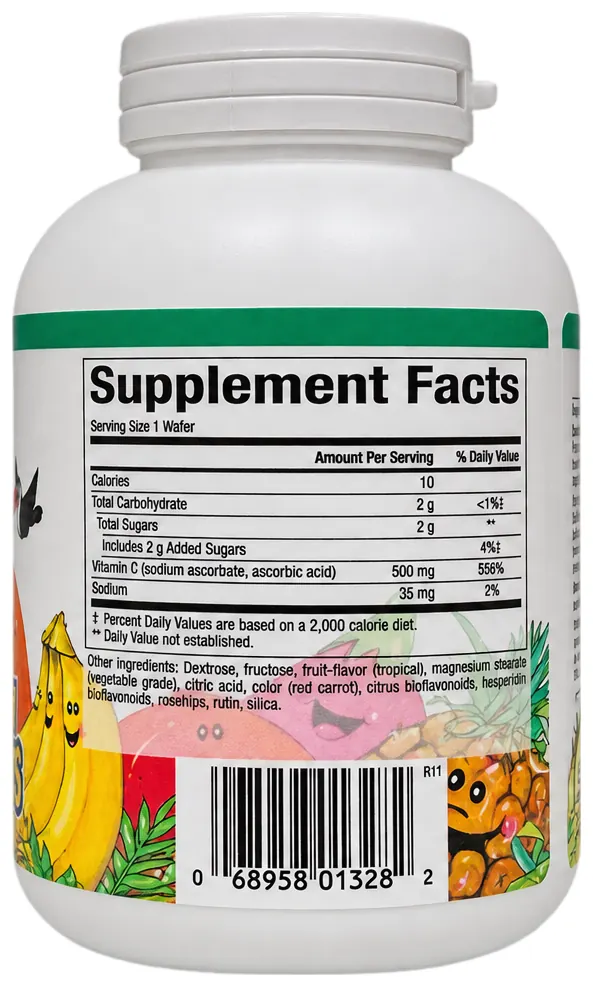 Supplement Facts
Serving Size 1 Wafer
Amount Per Serving % Daily Value
Calories 10
Total Carbohydrate 2 g <1%‡
Total Sugars 2 g **
Includes 2 g Added Sugars 4%‡
Vitamin C (sodium ascorbate, ascorbic acid) 500 mg 556%
Sodium 35 mg 2%
‡ Percent Daily Values are based on a 2,000 calorie diet.
** Daily Value not established.
Other ingredients: Dextrose, fructose, fruit-flavor (tropical), magnesium stearate
(vegetable grade), citric acid, color (red carrot), citrus bioflavonoids, hesperidin
bioflavonoids, rosehips, rutin, silica.
R11
0 68958 01328 2